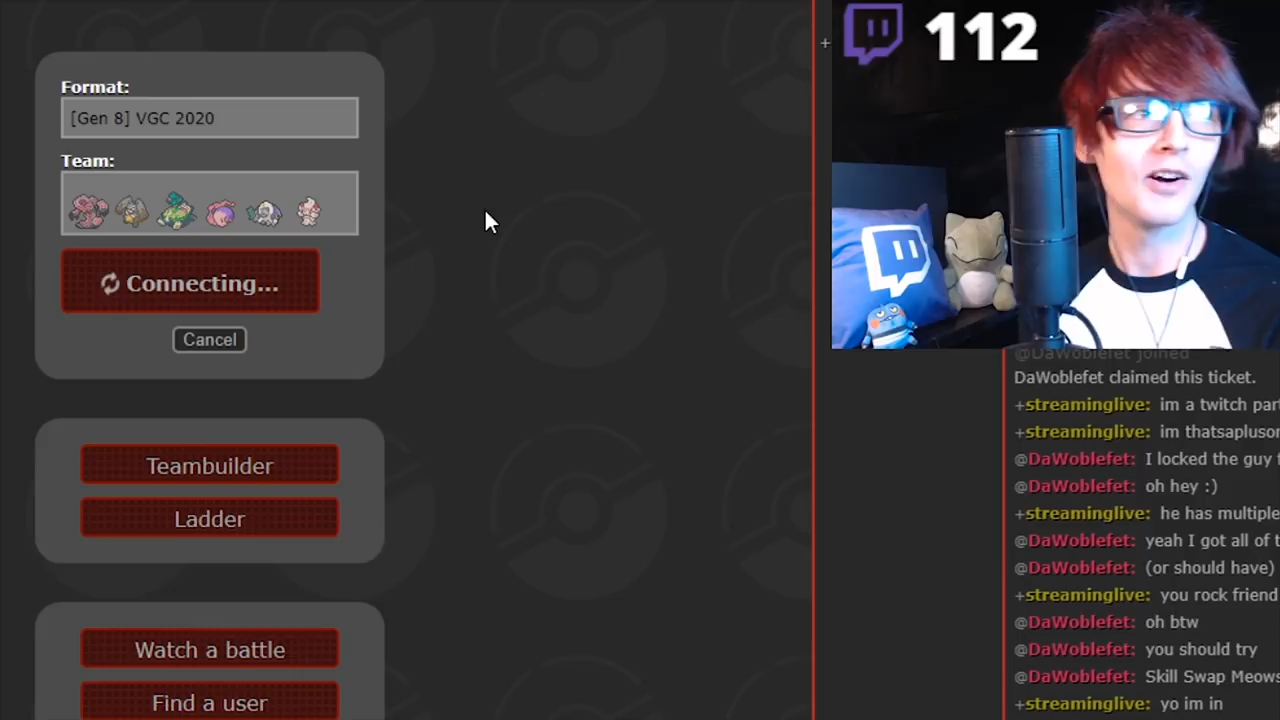 Format:
[Gen 8] VGC 2020
Team:
Connecting...
Cancel
Teambuilder
Ladder
Watch a battle
Find a user
+
112
@DaWoblefet joined
DaWoblefet claimed this ticket.
+streaminglive: im a twitch
+streaminglive: im
@DaWoblefet: I locked the guy
@DaWoblefet: oh hey :)
+streaminglive: he has multiple
@DaWoblefet: yeah I got all of
@DaWoblefet: (or should have)
+streaminglive: you rock friend
@DaWoblefet: oh btw
@DaWoblefet: you should try
@DaWoblefet: Skill Swap
+streaminglive: yo im in